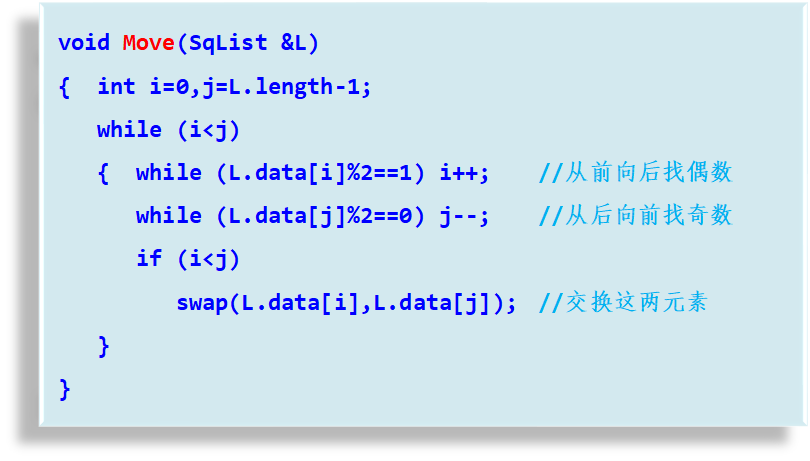 void Move(SqList &L)
{  int i=0,j=L.length-1;
   while (i<j)
   {  while (L.data[i]%2==1) i++;    //从前向后找偶数
      while (L.data[j]%2==0) j--;    //从后向前找奇数
      if (i<j)
         swap(L.data[i],L.data[j]);  //交换这两元素
   }
}